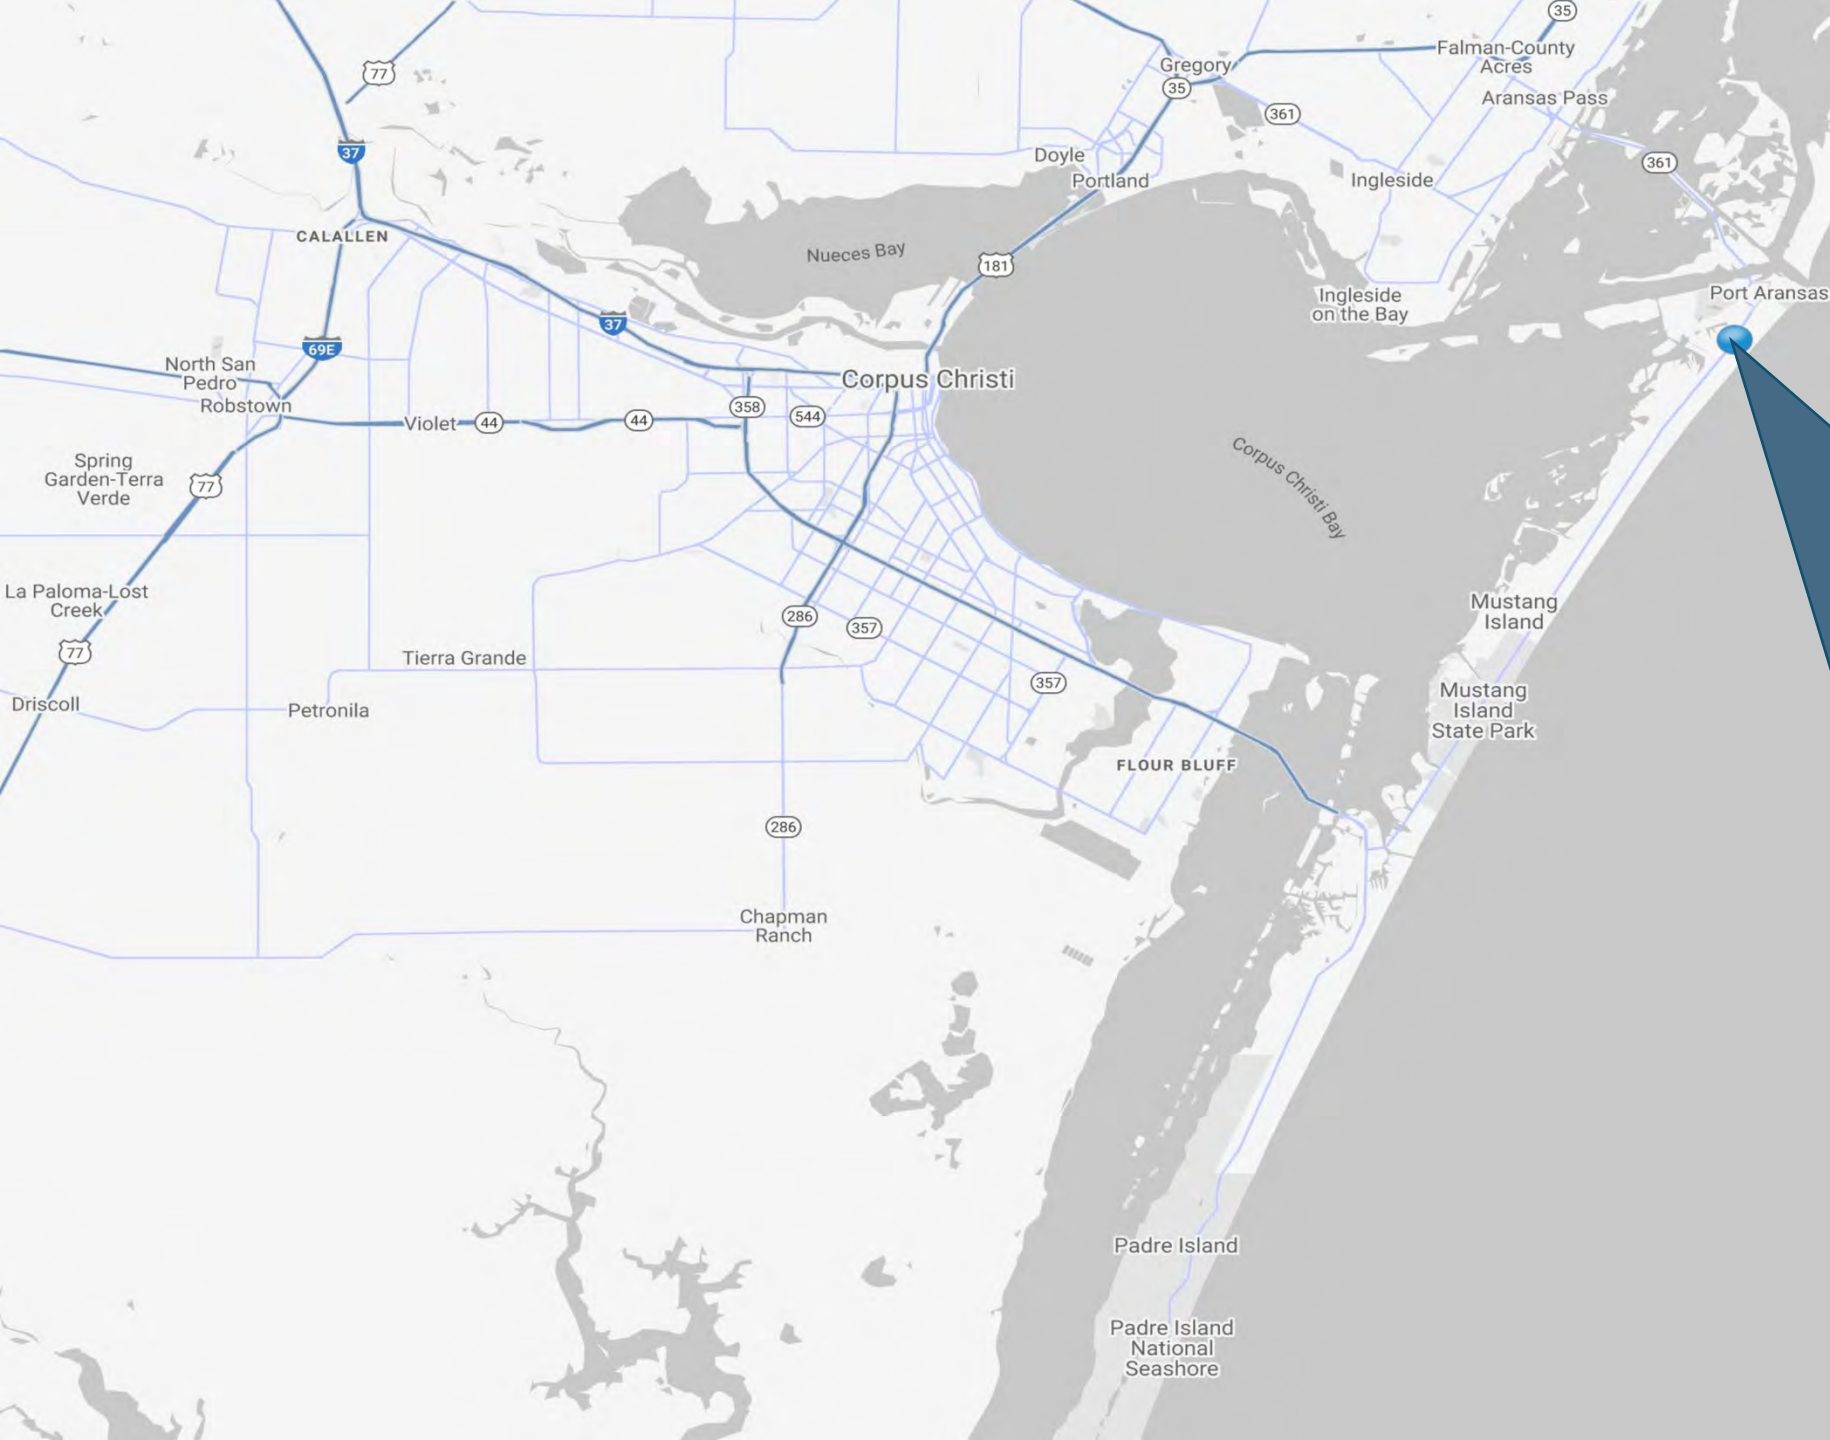 35
Falman-County
Acres
Gregory
77
35
Aransas Pass
361
37
Doyle
361
Portland
Ingleside
CALALLEN
Nueces Bay
181
Port Aransas
Ingleside
on the Bay
37
69E
North San
Pedro
Corpus Christi
Robstown
358
544
Violet
44
44
Spring
Garden-Terra
Verde
77
Corpus Christi Bay
La Paloma-Lost
Creek
Mustang
Island
286
357
77
Tierra Grande
357
Mustang
Island
State Park
Driscoll
Petronila
FLOUR BLUFF
286
Chapman
Ranch
Padre Island
Padre Island
National
Seashore